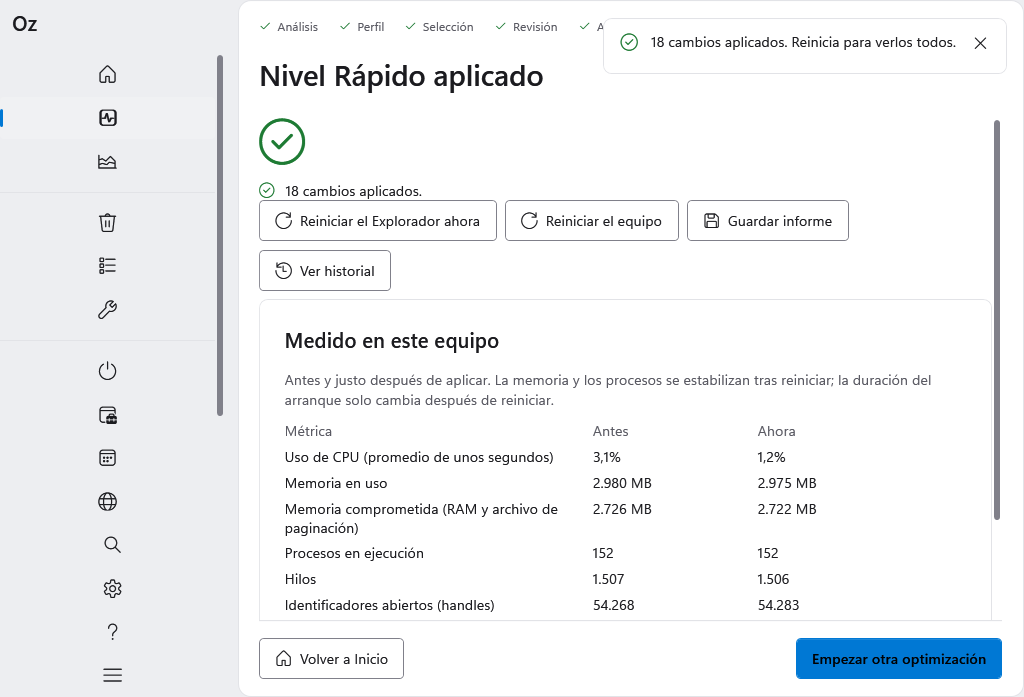 Oz
Análisis
Perfil
Selección
Revisión
A
18 cambios aplicados. Reinicia para verlos todos.
Nivel Rápido aplicado
18 cambios aplicados.
Reiniciar el Explorador ahora
Reiniciar el equipo
Guardar informe
Ver historial
Medido en este equipo
Antes y justo después de aplicar. La memoria y los procesos se estabilizan tras reiniciar; la duración del
arranque solo cambia después de reiniciar.
Métrica Antes Ahora
Uso de CPU (promedio de unos segundos) 3,1% 1,2%
Memoria en uso 2.980 MB 2.975 MB
Memoria comprometida (RAM y archivo de 2.726 MB 2.722 MB
paginación)
Procesos en ejecución 152 152
Hilos 1.507 1.506
Identificadores abiertos (handles) 54.268 54.283
Volver a Inicio
Empezar otra optimización